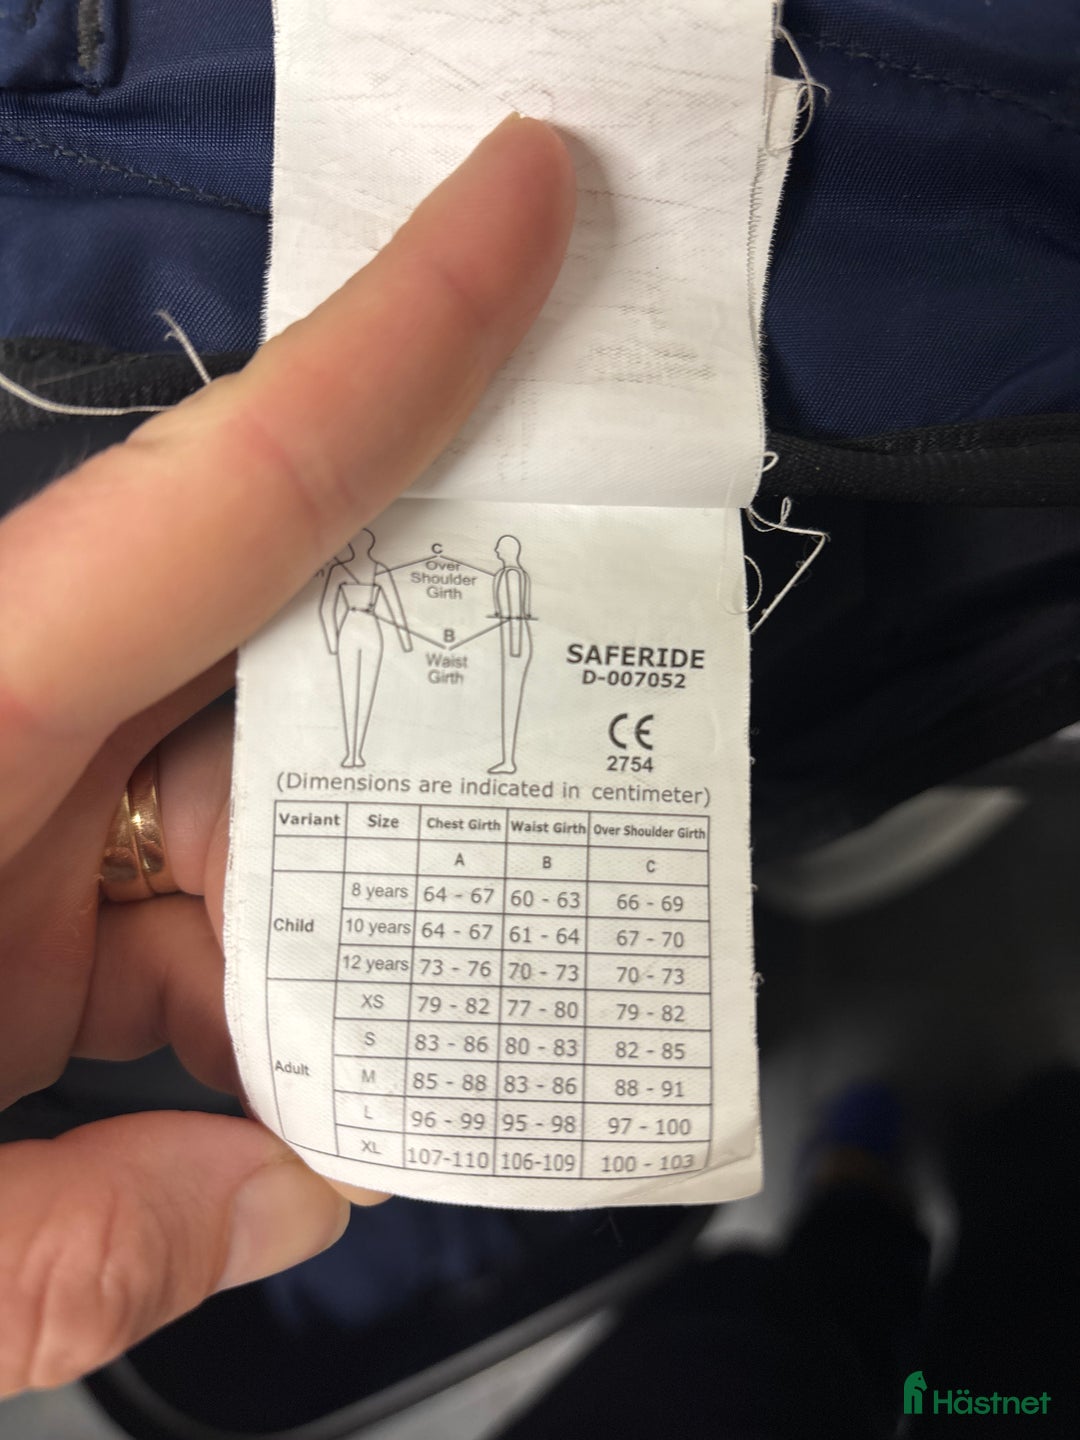 C
Over
Shoulder
Girth
B
Waist
Girth
SAFERIDE
D-007052
CE
2754
(Dimensions are indicated in centimeter)
Variant Size Chest Girth Waist Girth Over Shoulder Girth
A B C
Child 8 years 64 - 67 60 - 63 66 - 69
10 years 64 - 67 61 - 64 67 - 70
12 years 73 - 76 70 - 73 70 - 73
Adult XS 79 - 82 77 - 80 79 - 82
S 83 - 86 80 - 83 82 - 85
M 85 - 88 83 - 86 88 - 91
L 96 - 99 95 - 98 97 - 100
XL 107-110 106-109 100 - 103
Hästnet